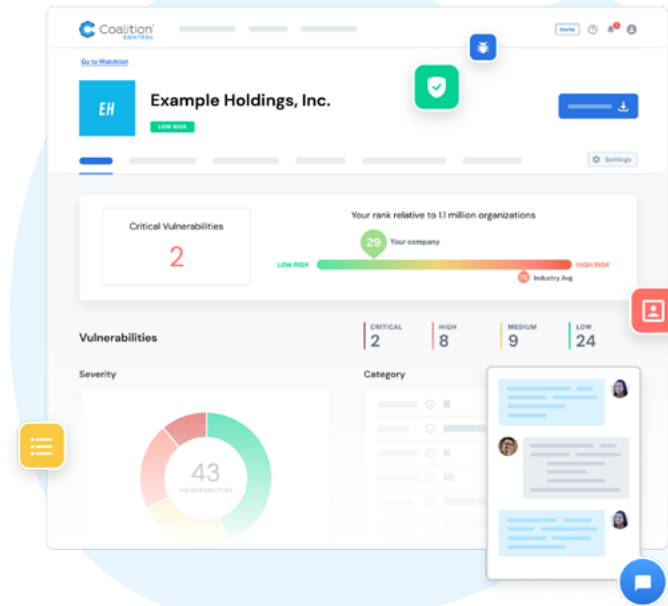 Coalition
CONTROL
Invite
Go to Watchlist
EH
Example Holdings, Inc.
LOW RISK
Settings
Critical Vulnerabilities
2
Your rank relative to 1.1 million organizations
29
Your company
LOW RISK
HIGH RISK
70
Industry Avg
Vulnerabilities
CRITICAL
2
HIGH
8
MEDIUM
9
LOW
24
Severity
Category
43
VULNERABILITIES